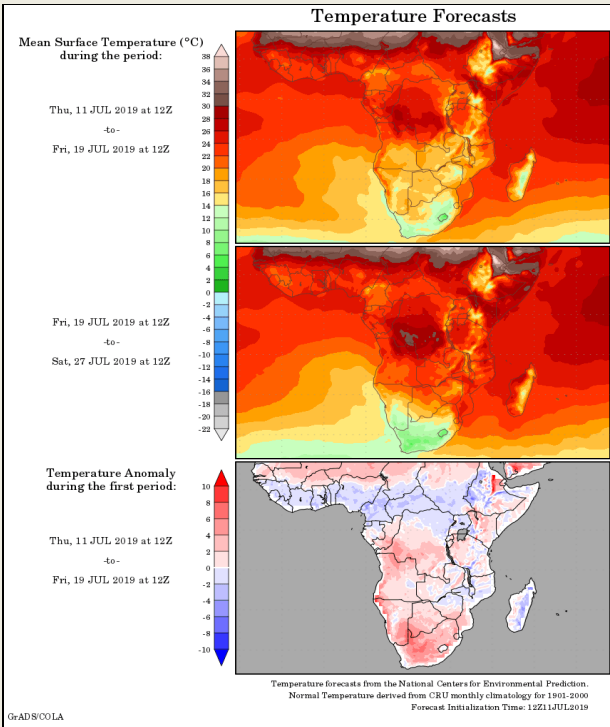 Temperature Forecasts
Mean Surface Temperature (°C)
during the period:
Thu, 11 JUL 2019 at 12Z
-to-
Fri, 19 JUL 2019 at 12Z
38
36
34
32
30
28
26
24
22
20
18
16
14
12
10
8
6
4
2
0
-2
-4
-6
-8
-10
-12
-14
-16
-18
-20
-22
Fri, 19 JUL 2019 at 12Z
-to-
Sat, 27 JUL 2019 at 12Z
Temperature Anomaly
during the first period:
Thu, 11 JUL 2019 at 12Z
-to-
Fri, 19 JUL 2019 at 12Z
10
8
6
4
2
0
-2
-4
-6
-8
-10
Temperature forecasts from the National Centers for Environmental Prediction.
Normal Temperature derived from CRU monthly climatology for 1901-2000
Forecast Initialization Time: 12Z11JUL2019
GrADS/COLA